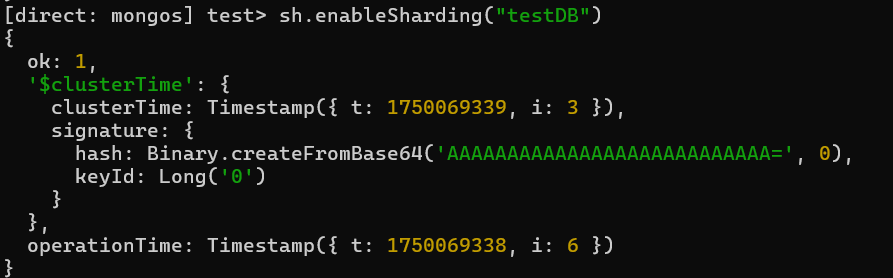 [direct: mongos] test> sh.enableSharding("testDB")
{
  ok: 1,
  '$clusterTime': {
    clusterTime: Timestamp({ t: 1750069339, i: 3 }),
    signature: {
      hash: Binary.createFromBase64('AAAAAAAAAAAAAAAAAAAAAAAAAAA=', 0),
      keyId: Long('0')
    }
  },
  operationTime: Timestamp({ t: 1750069338, i: 6 })
}